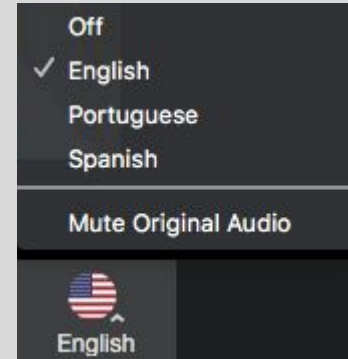 Off
English
Portuguese
Spanish
Mute Original Audio
English